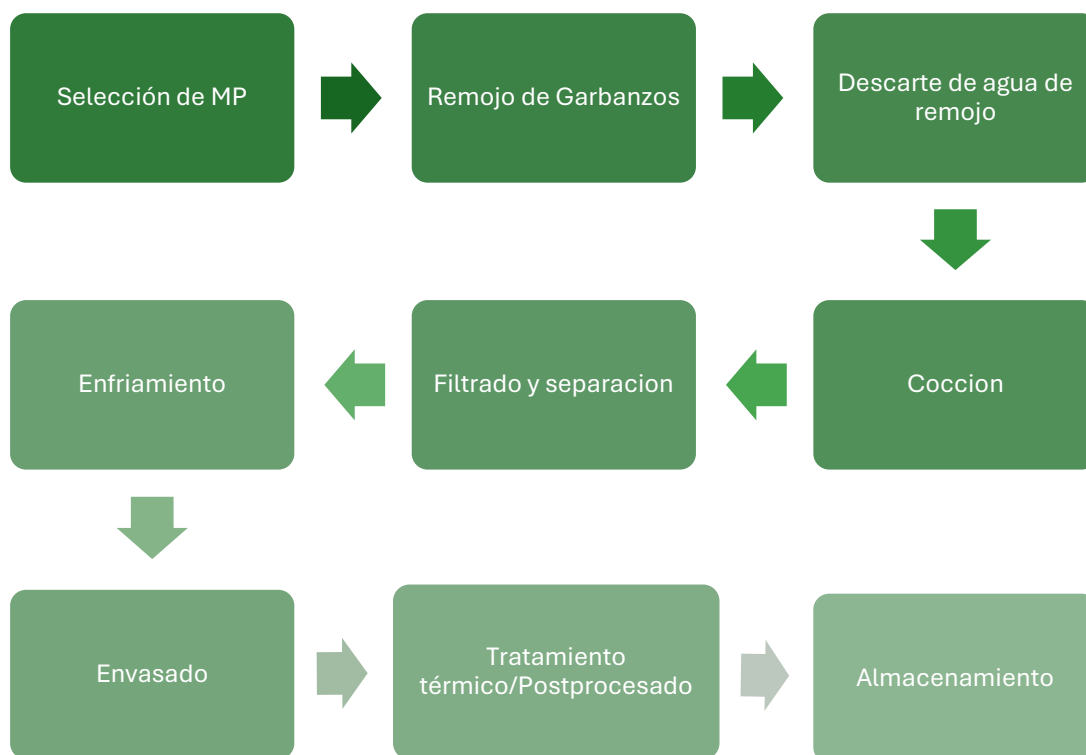 Selección de MP
Remojo de Garbanzos
Descarte de agua de
remojo
Coccion
Filtrado y separacion
Enfriamiento
Envasado
Tratamiento
térmico/Postprocesado
Almacenamiento